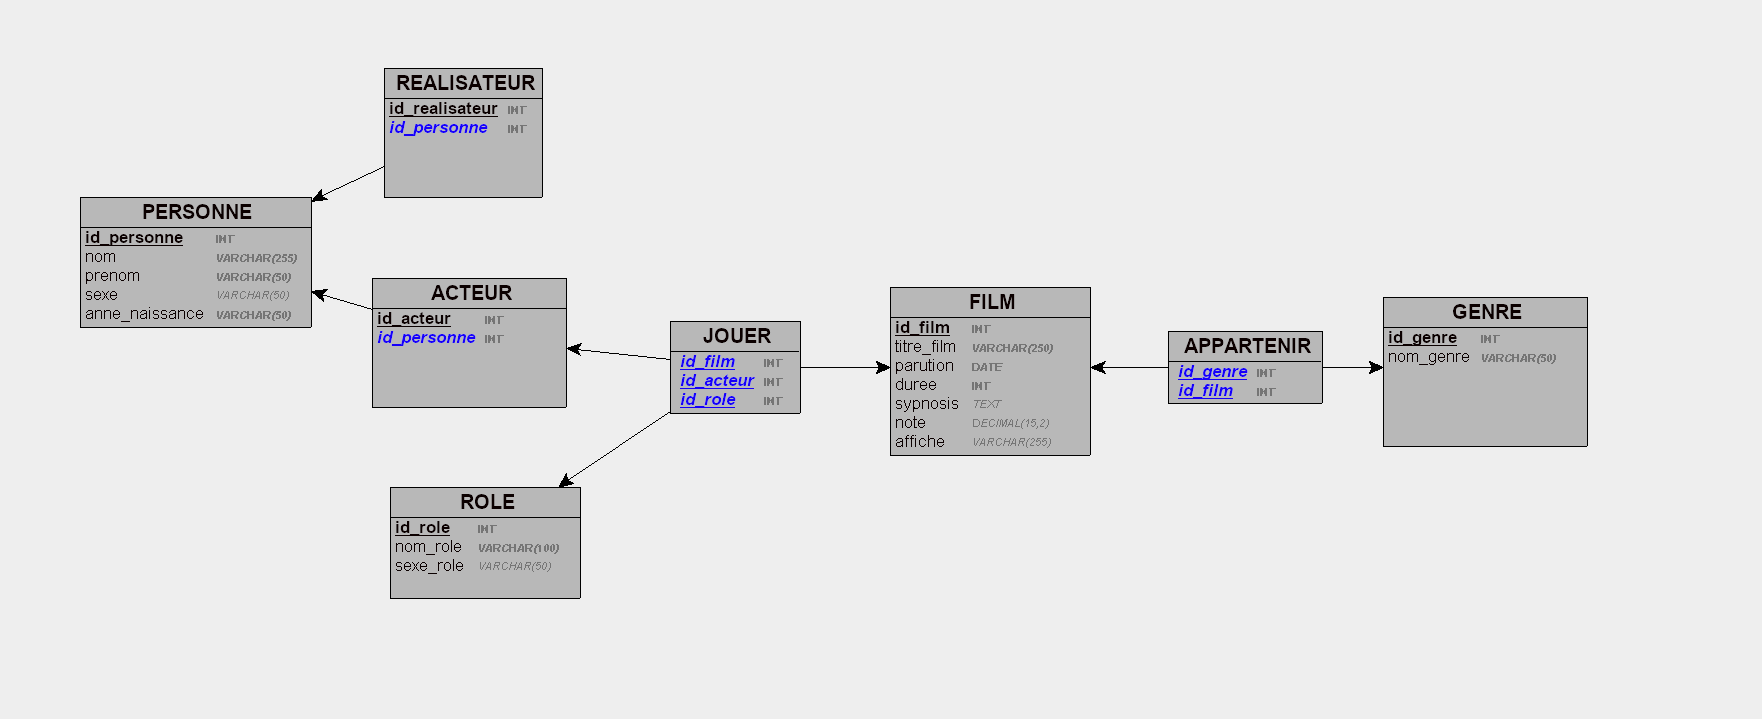 REALISATEUR
id_realisateur INT
id_personne INT
PERSONNE
id_personne INT
nom VARCHAR(255)
prenom VARCHAR(50)
sexe VARCHAR(50)
anne_naissance VARCHAR(50)
ACTEUR
id_acteur INT
id_personne INT
JOUER
id_film INT
id_acteur INT
id_role INT
ROLE
id_role INT
nom_role VARCHAR(100)
sexe_role VARCHAR(50)
FILM
id_film INT
titre_film VARCHAR(250)
parution DATE
duree INT
sypnosis TEXT
note DECIMAL(15,2)
affiche VARCHAR(255)
APPARTENIR
id_genre INT
id_film INT
GENRE
id_genre INT
nom_genre VARCHAR(50)